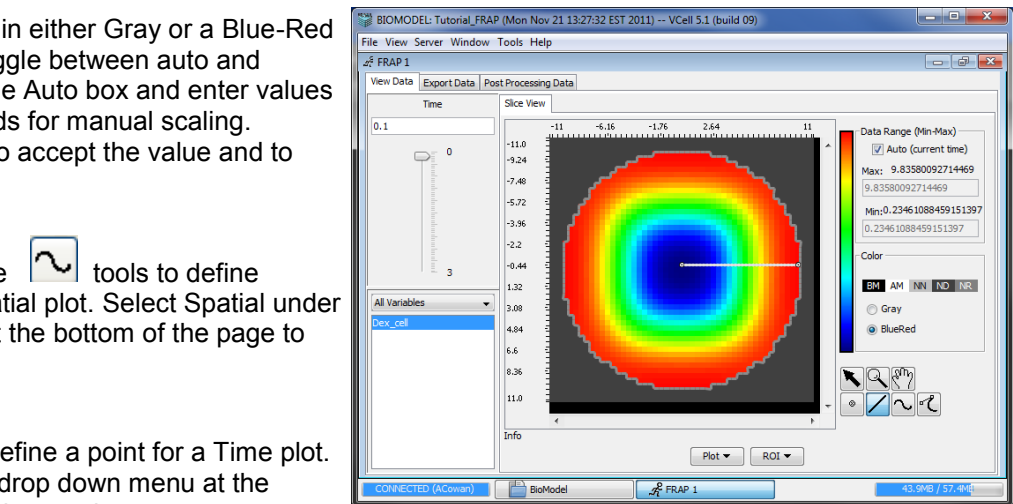 in either Gray or a Blue-Red
ggle between auto and
e Auto box and enter values
ds for manual scaling.
o accept the value and to
e tools to define
atial plot. Select Spatial under
t the bottom of the page to
efine a point for a Time plot.
drop down menu at the
BIOMODEL: Tutorial_FRAP (Mon Nov 21 13:27:32 EST 2011) -- VCell 5.1 (build 09)
File View Server Window Tools Help
FRAP 1
View Data Export Data Post Processing Data
Time
0.1
0
3
All Variables
Dex_cell
Slice View
-11 -6.16 -1.76 2.64 11
-11.0
-9.24
-7.48
-5.72
-3.96
-2.2
-0.44
1.32
3.08
4.84
6.6
8.36
11.0
Info
Data Range (Min-Max)
Auto (current time)
Max: 9.83580092714469
9.83580092714469
Min:0.23461088459151397
0.23461088459151397
Color
BM AM NN ND NR
Gray
BlueRed
Plot ROI
CONNECTED (ACowan) BioModel FRAP 1 43.9MB / 57.4MB